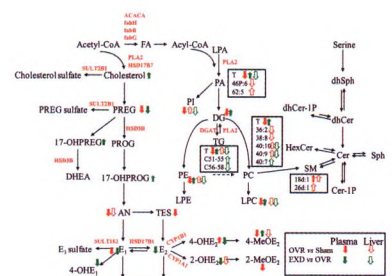 ACACA
fabH
fabB
fabG
Acetyl-CoA FA Acyl-CoA LPA
PLA2
HSD17B7
SULT2B1
Cholesterol sulfate Cholesterol
PLA2
PA
T
46P:6
62:5
Serine
dhSph
PI
SULT2B1
PREG sulfate PREG
DG
dhCer-1P dhCer
HSD3B
DGAT PLA2
17-OHPREG PROG
TG
T
C51-55
C56-58
T
36:2
38:8
40:10
40:9
40:7
HexCer
Cer Sph
HSD3B
DHEA 17-OHPROG
PE PC SM
LPE LPC
18d:1
26d:1
Cer-1P
AN TES
SULT1E1 HSD17B1 CYP1B1
E₁ sulfate E₁ E₂
4-OHE₂ 4-MeOE₂
CYP1A1
2-OHE₂ 2-MeOE₂
4-OHE₁
Plasma Liver
OVR vs Sham
EXD vs OVR